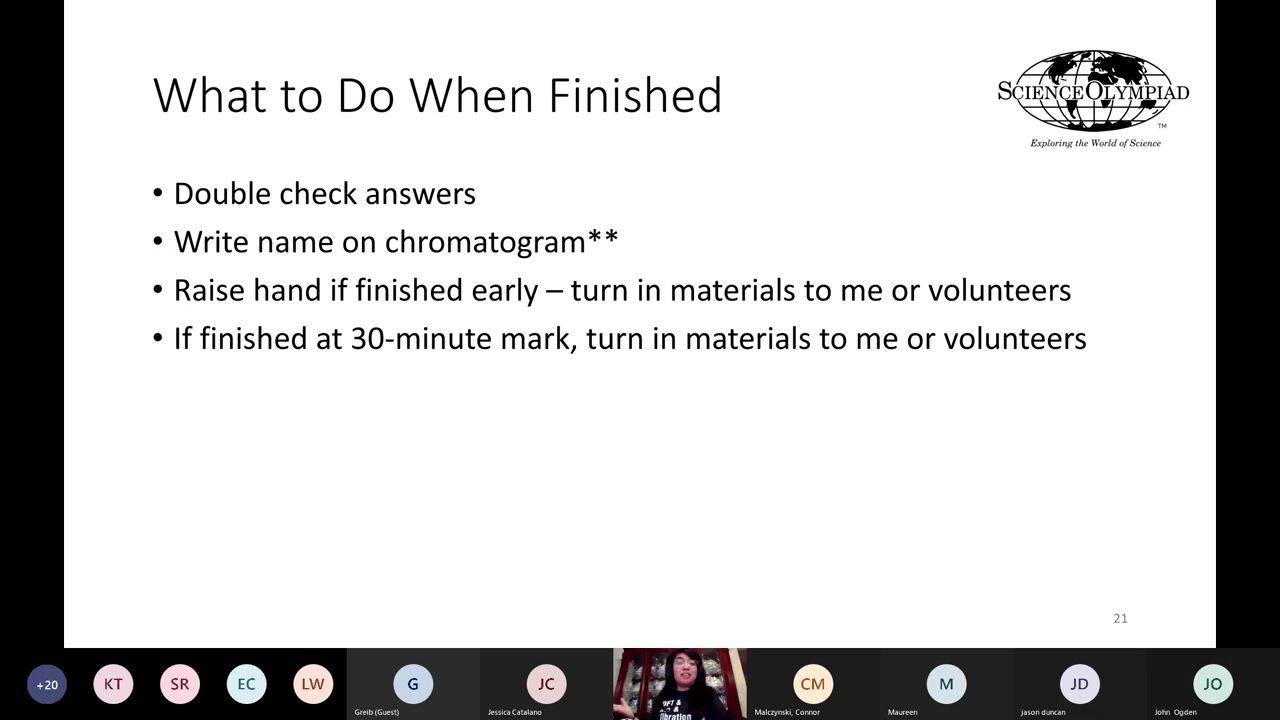 What to Do When Finished
SCIENCEOLYMPIAD
TM
Exploring the World of Science
• Double check answers
• Write name on chromatogram**
• Raise hand if finished early – turn in materials to me or volunteers
• If finished at 30-minute mark, turn in materials to me or volunteers
21
+20
KT
SR
EC
LW
G
JC
CM
M
JD
JO
Greib (Guest)
Jessica Catalano
Malczynski, Connor
Maureen
jason duncan
John Ogden